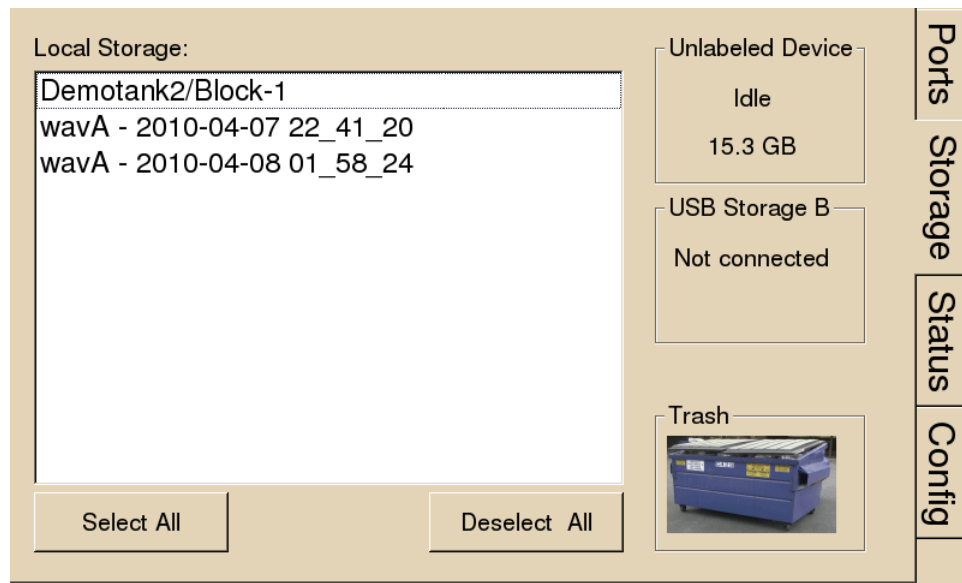 Local Storage:
Demotank2/Block-1
wavA - 2010-04-07 22_41_20
wavA - 2010-04-08 01_58_24
Select All
Deselect All
Unlabeled Device
Idle
15.3 GB
USB Storage B
Not connected
Trash
Ports
Storage
Status
Config